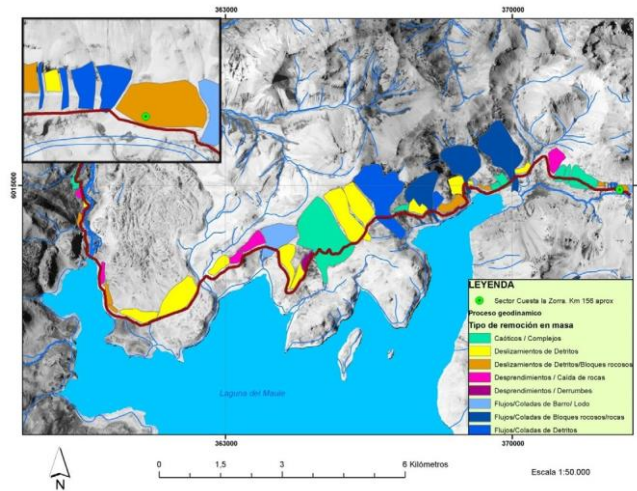 363000
370000
6010000
6010000
Laguna del Maule
LEYENDA
Sector Cuesta la Zorra. Km 156 aprox
Proceso geodinamico
Tipo de remoción en masa
Caóticos / Complejos
Deslizamientos de Detritos
Deslizamientos de Detritos/Bloques rocosos
Desprendimientos / Caída de rocas
Desprendimientos / Derrumbes
Flujos/Coladas de Barro/ Lodo
Flujos/Coladas de Bloques rocosos/rocas
Flujos/Coladas de Detritos
363000
370000
N
0 1,5 3 6 Kilómetros
Escala 1:50.000